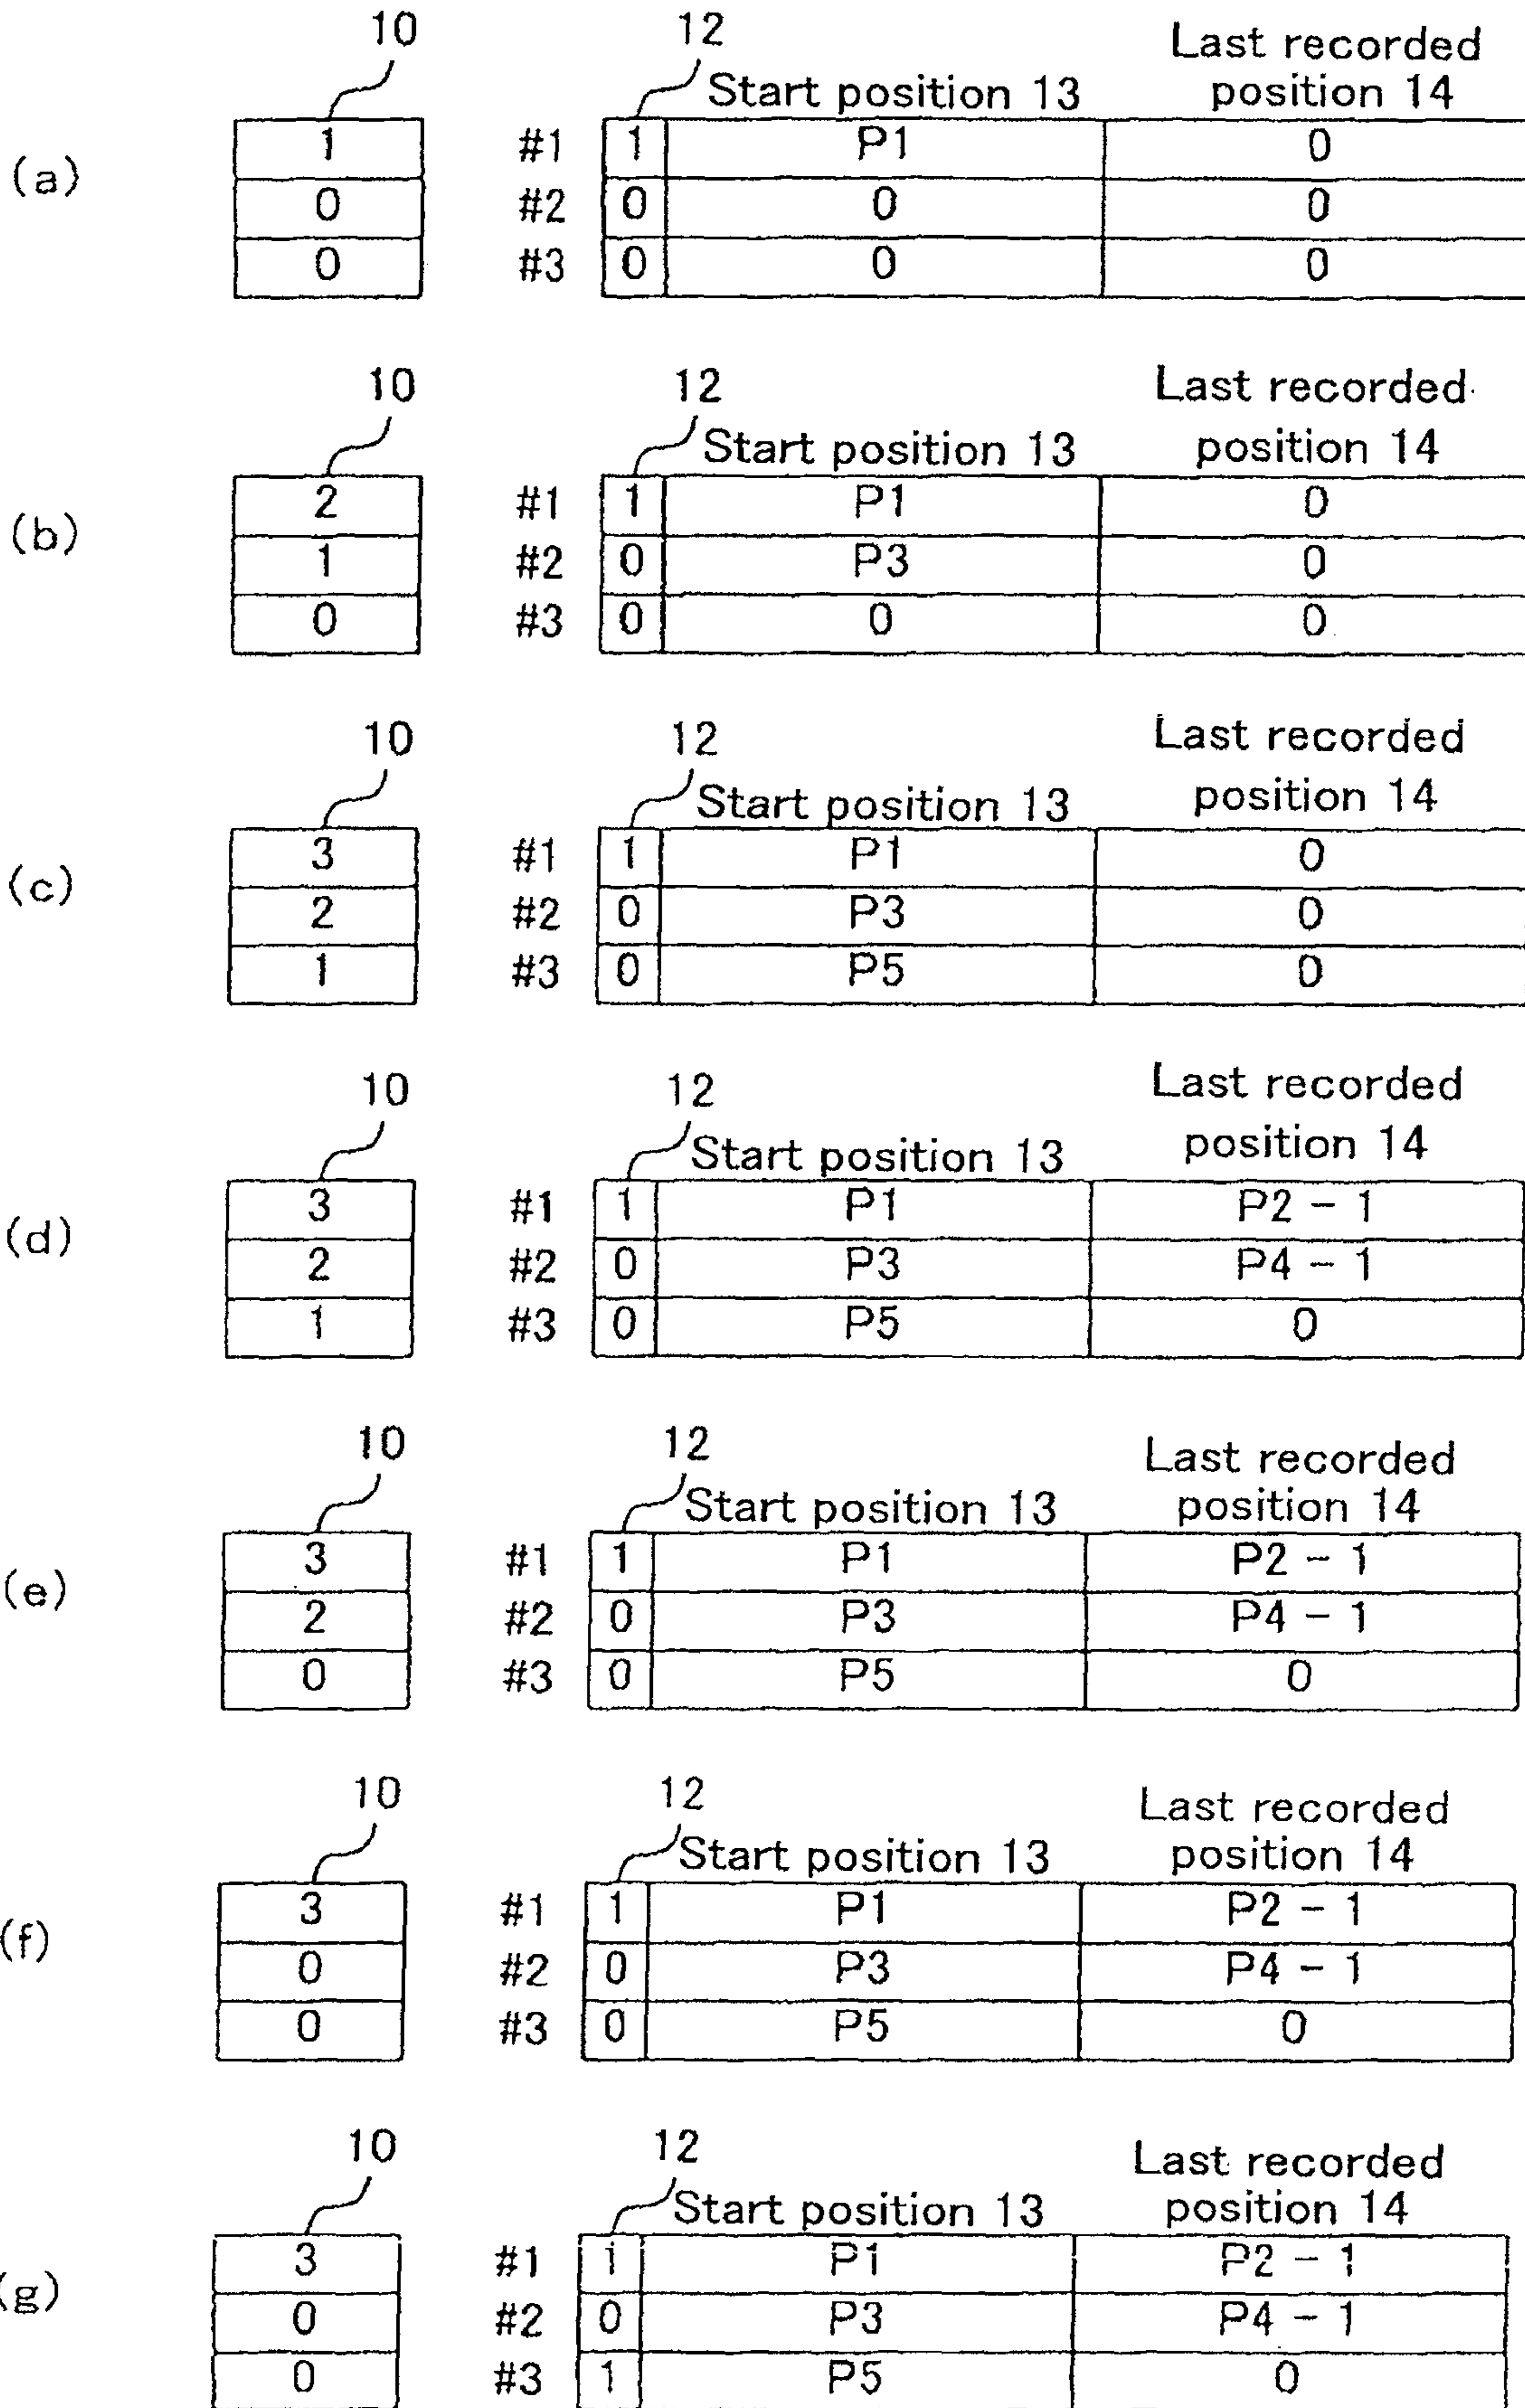 10 12 Last recorded
Start position 13 position 14
1 #1 1 P1 0
(a) 0 #2 0 0 0
0 #3 0 0 0
10 12 Last recorded
Start position 13 position 14
2 #1 1 P1 0
(b) 1 #2 0 P3 0
0 #3 0 0 0
10 12 Last recorded
Start position 13 position 14
3 #1 1 P1 0
(c) 2 #2 0 P3 0
1 #3 0 P5 0
10 12 Last recorded
Start position 13 position 14
3 #1 1 P1 P2 - 1
(d) 2 #2 0 P3 P4 - 1
1 #3 0 P5 0
10 12 Last recorded
Start position 13 position 14
3 #1 1 P1 P2 - 1
(e) 2 #2 0 P3 P4 - 1
0 #3 0 P5 0
10 12 Last recorded
Start position 13 position 14
3 #1 1 P1 P2 - 1
(f) 0 #2 0 P3 P4 - 1
0 #3 0 P5 0
10 12 Last recorded
Start position 13 position 14
3 #1 1 P1 P2 - 1
(g) 0 #2 0 P3 P4 - 1
0 #3 1 P5 0